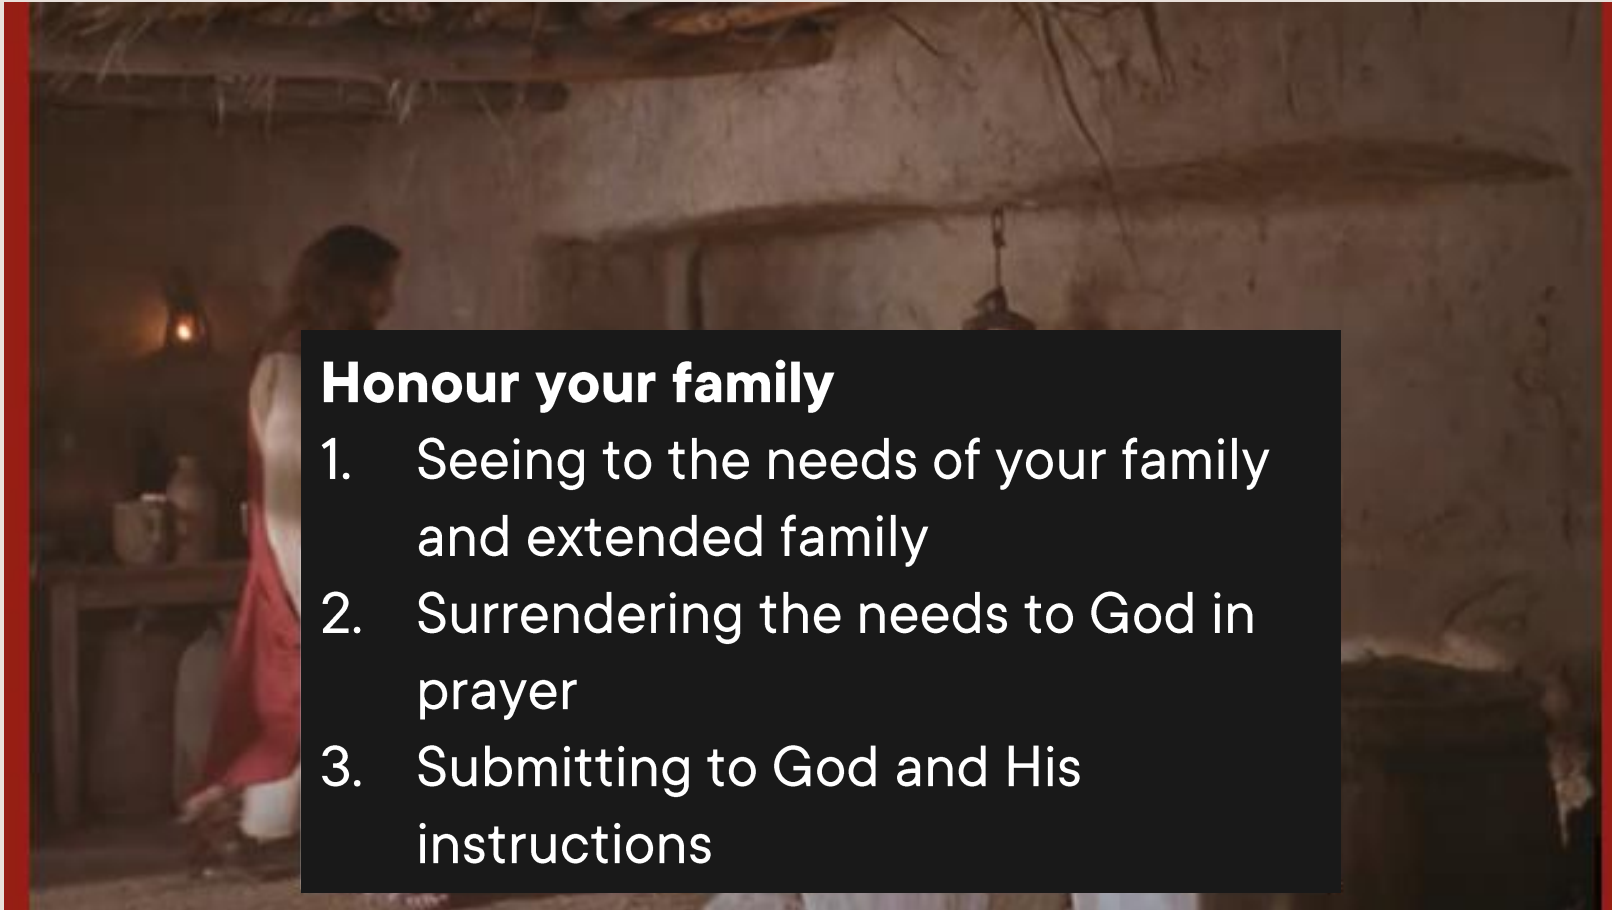 Honour your family
1. Seeing to the needs of your family
and extended family
2. Surrendering the needs to God in
prayer
3. Submitting to God and His
instructions